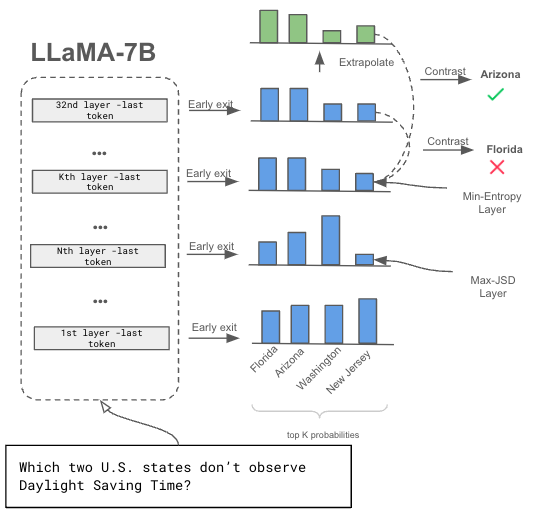 LLaMA-7B
Extrapolate
Contrast
Arizona
32nd layer -last
token
Early exit
Contrast
Florida
...
Kth layer -last
token
Early exit
Min-Entropy
Layer
...
Nth layer -last
token
Early exit
Max-JSD
Layer
...
1st layer -last
token
Early exit
Florida
Arizona
Washington
New Jersey
top K probabilities
Which two U.S. states don’t observe
Daylight Saving Time?